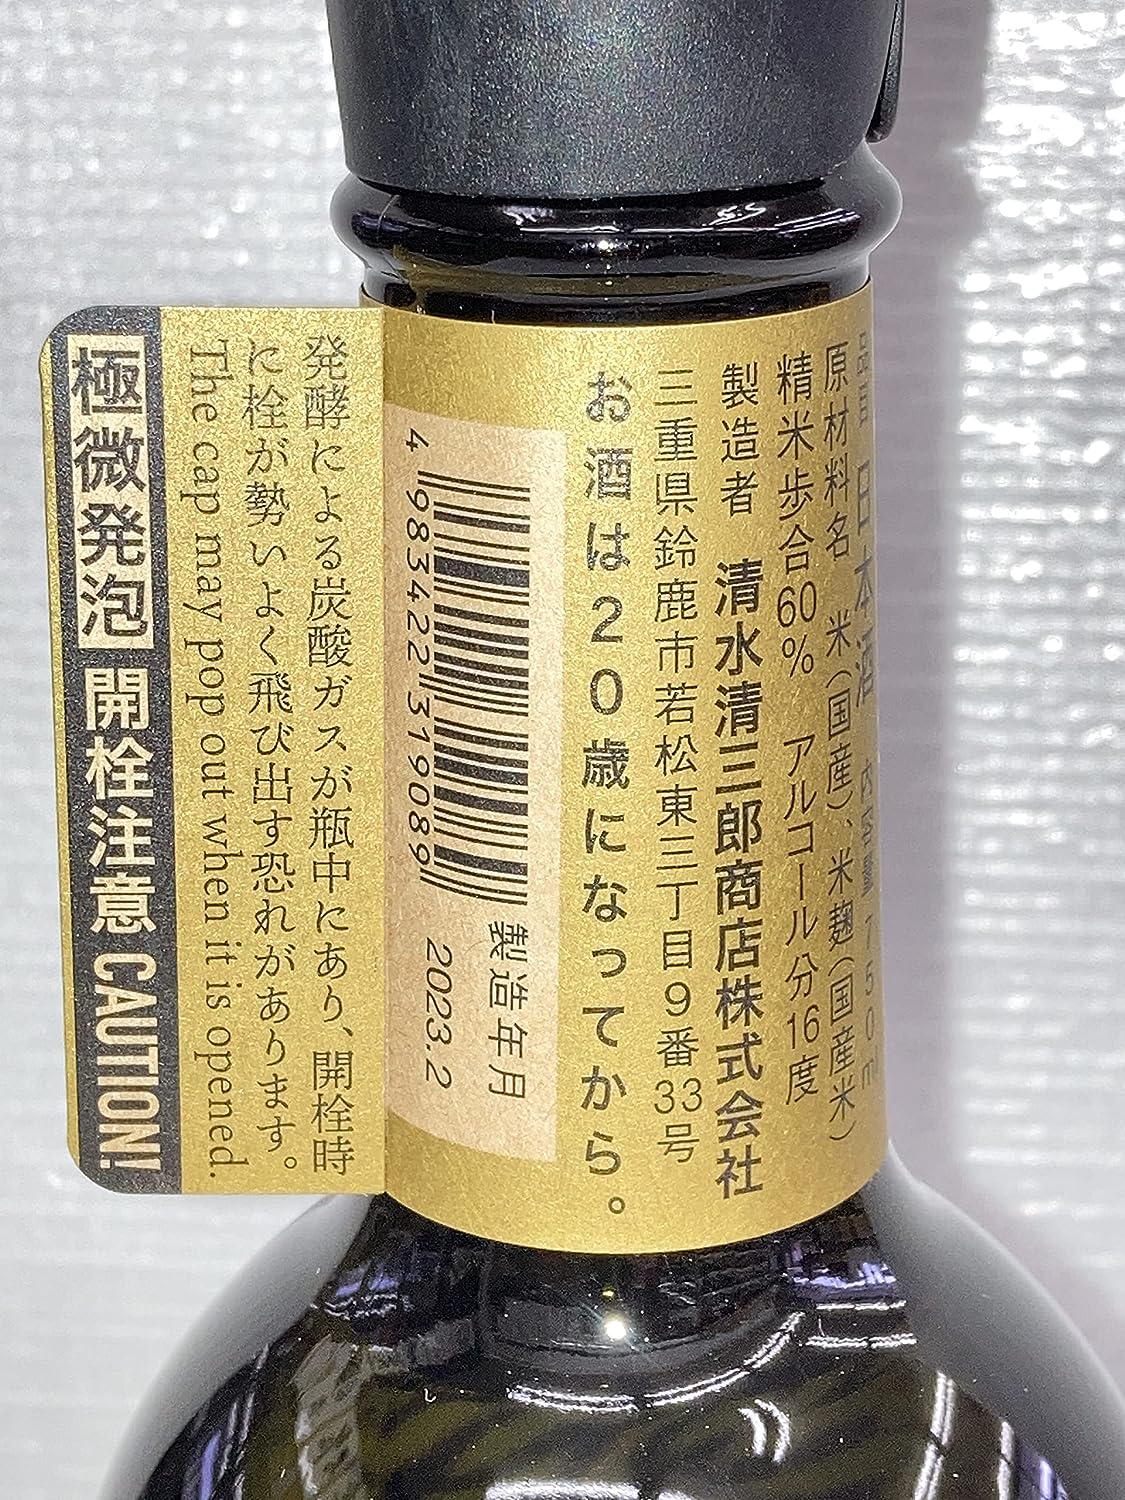 品目 日本酒 内容量 750ml
原材料名 米(国産)、米麹(国産米)
精米歩合60% アルコール分16度
製造者 清水清三郎商店株式会社
三重県鈴鹿市若松東三丁目9番33号
お酒は20歳になってから。
製造年月
2023.2
4 983422 319089
発酵による炭酸ガスが瓶中にあり、開栓時
に栓が勢いよく飛び出す恐れがあります。
The cap may pop out when it is opened.
極微発泡 開栓注意 CAUTION!